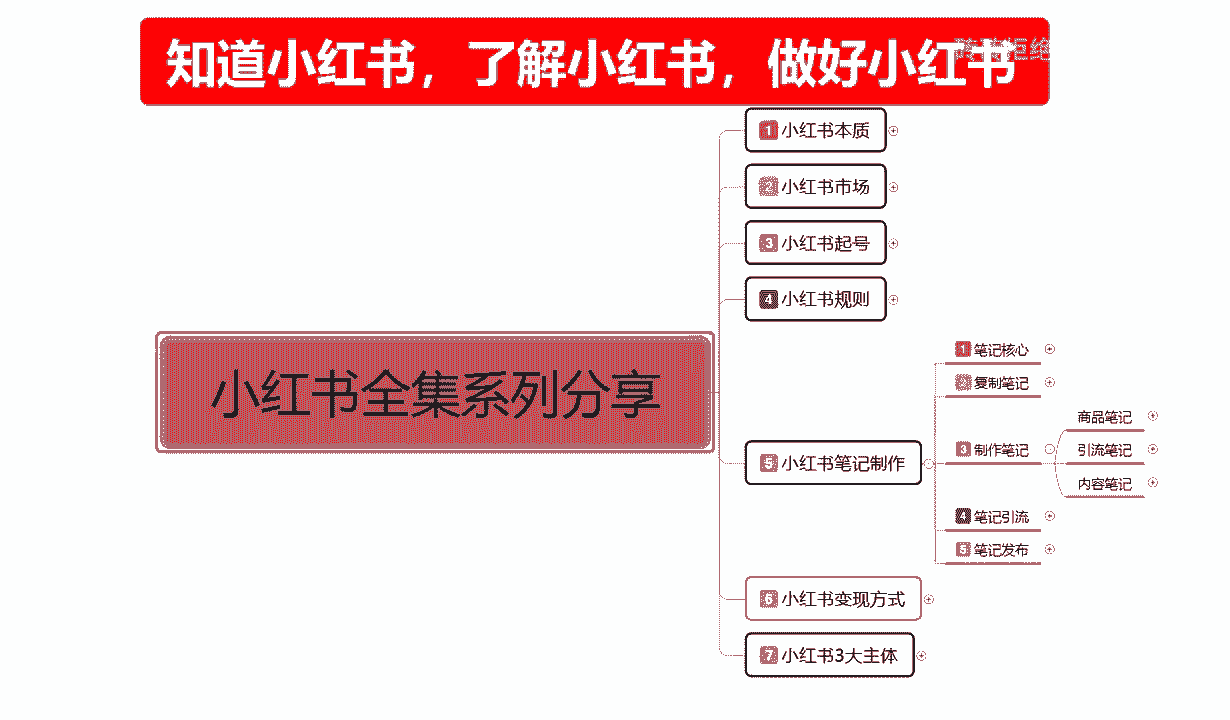 知道小红书，了解小红书，做好小红书
1 小红书本质
2 小红书市场
3 小红书起号
4 小红书规则
小红书全集系列分享
5 小红书笔记制作
1 笔记核心
2 复制笔记
3 制作笔记
商品笔记
引流笔记
内容笔记
4 笔记引流
5 笔记发布
6 小红书变现方式
7 小红书3大主体